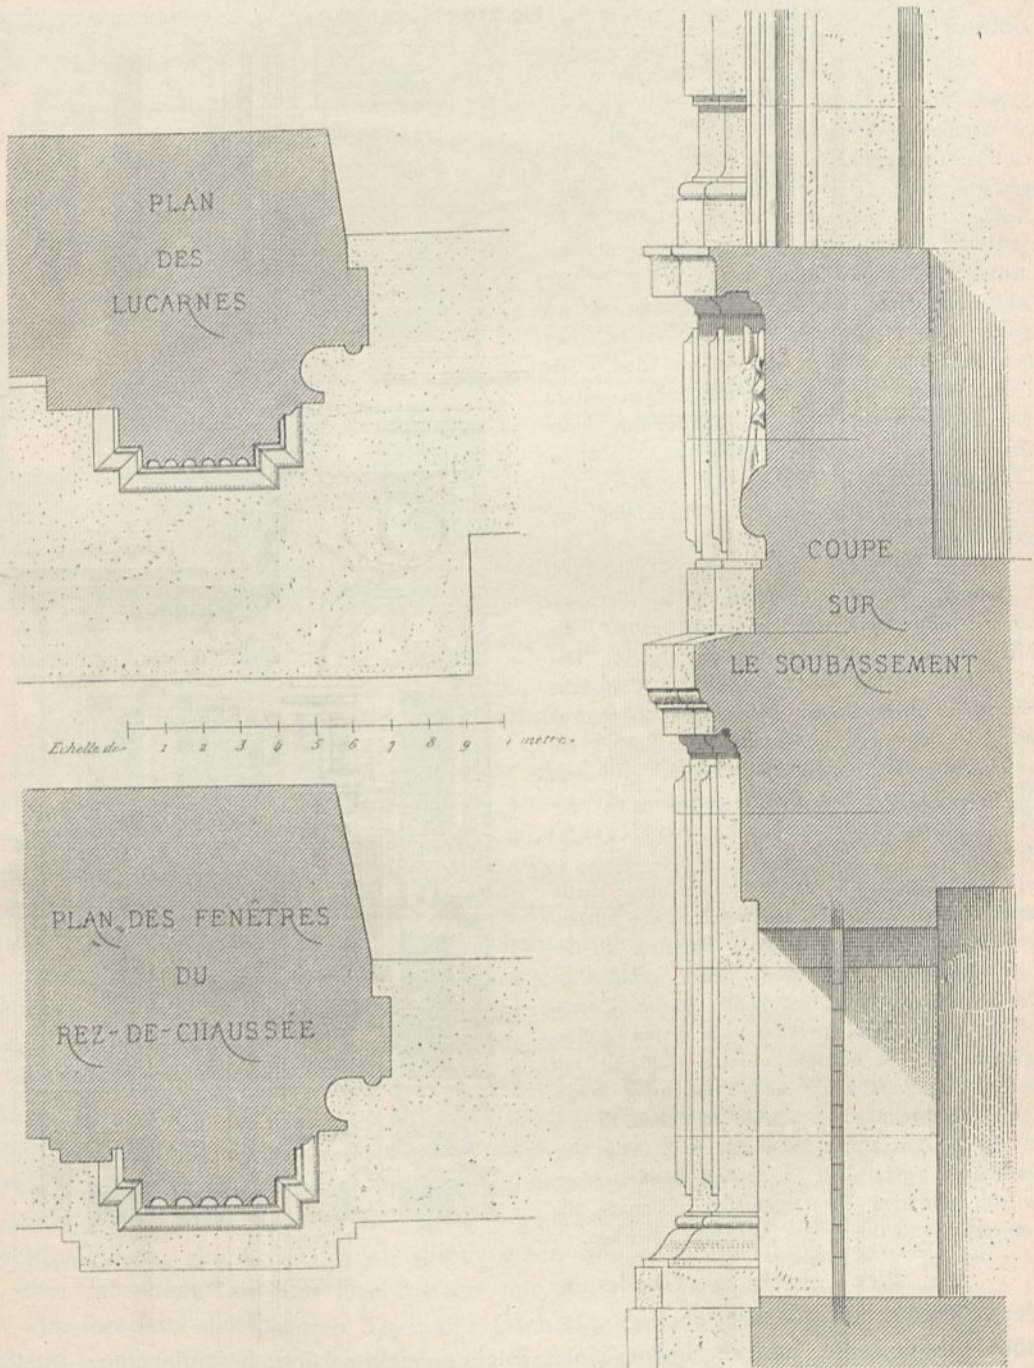 PLAN
DES
LUCARNES
COUPE
SUR
LE SOUBASSEMENT
Echelle de 1 2 3 4 5 6 7 8 9 1 mètre.
PLAN DES FENÊTRES
DU
REZ-DE-CHAUSSÉE